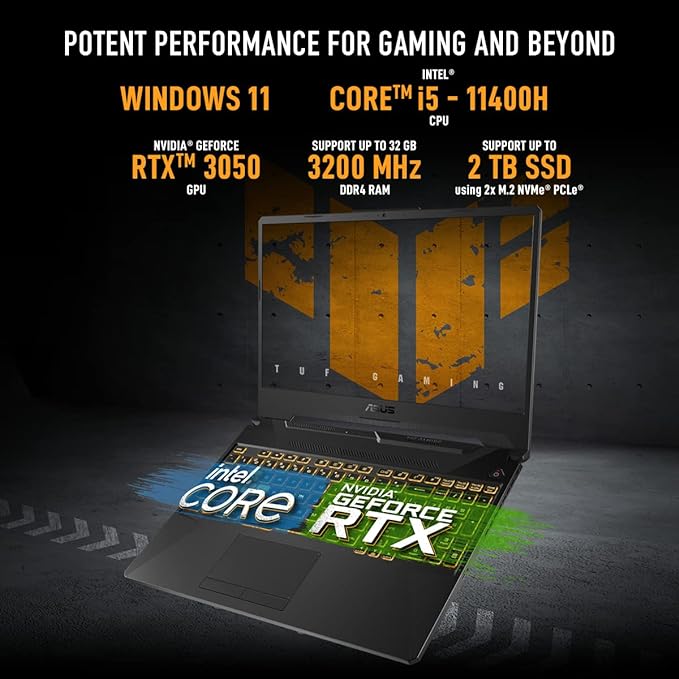 POTENT PERFORMANCE FOR GAMING AND BEYOND
WINDOWS 11
INTEL®
CORE™ i5 - 11400H
CPU
NVIDIA® GEFORCE
RTX™ 3050
GPU
SUPPORT UP TO 32 GB
3200 MHz
DDR4 RAM
SUPPORT UP TO
2 TB SSD
using 2x M.2 NVMe® PCLe®
TUF GAMING
ASUS
intel
CORE
NVIDIA
GEFORCE
RTX